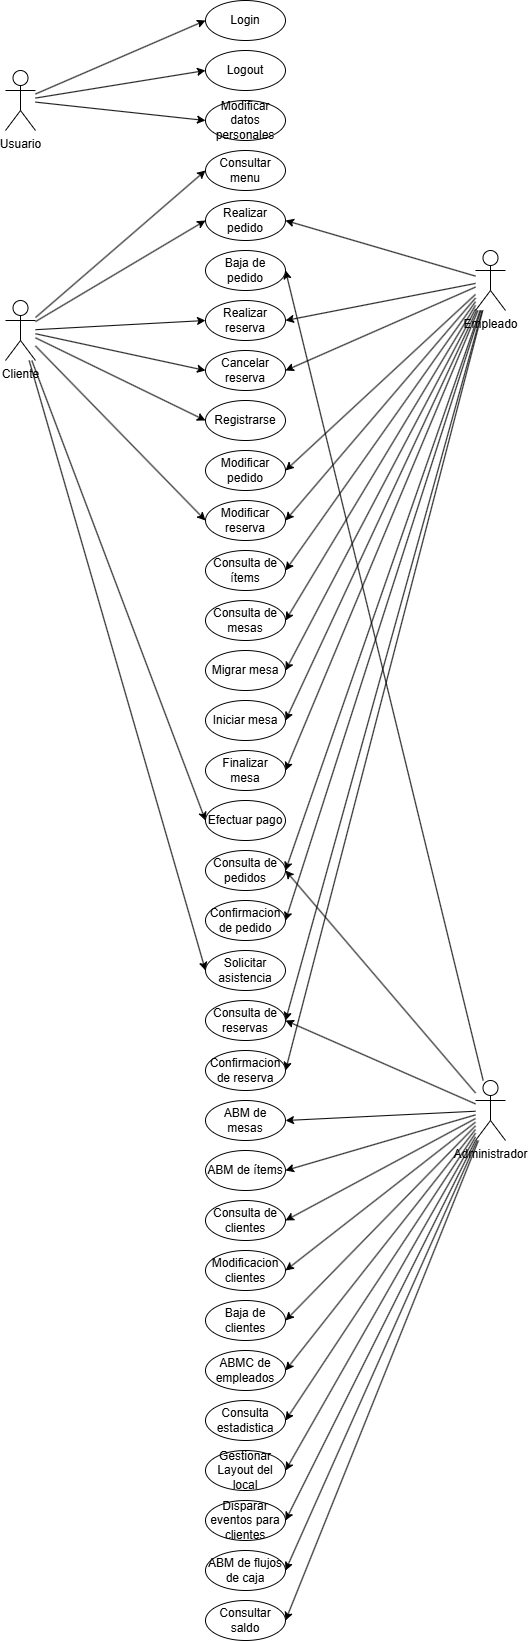 Login
Logout
Modificar
datos
personales
Usuario
Consultar
menu
Realizar
pedido
Baja de
pedido
Realizar
reserva
Empleado
Cancelar
reserva
Cliente
Registrarse
Modificar
pedido
Modificar
reserva
Consulta de
ítems
Consulta de
mesas
Migrar mesa
Iniciar mesa
Finalizar
mesa
Efectuar pago
Consulta de
pedidos
Confirmacion
de pedido
Solicitar
asistencia
Consulta de
reservas
Confirmacion
de reserva
ABM de
mesas
Administrador
ABM de ítems
Consulta de
clientes
Modificacion
clientes
Baja de
clientes
ABMC de
empleados
Consulta
estadistica
Gestionar
Layout del
local
Disparar
eventos para
clientes
ABM de flujos
de caja
Consultar
saldo